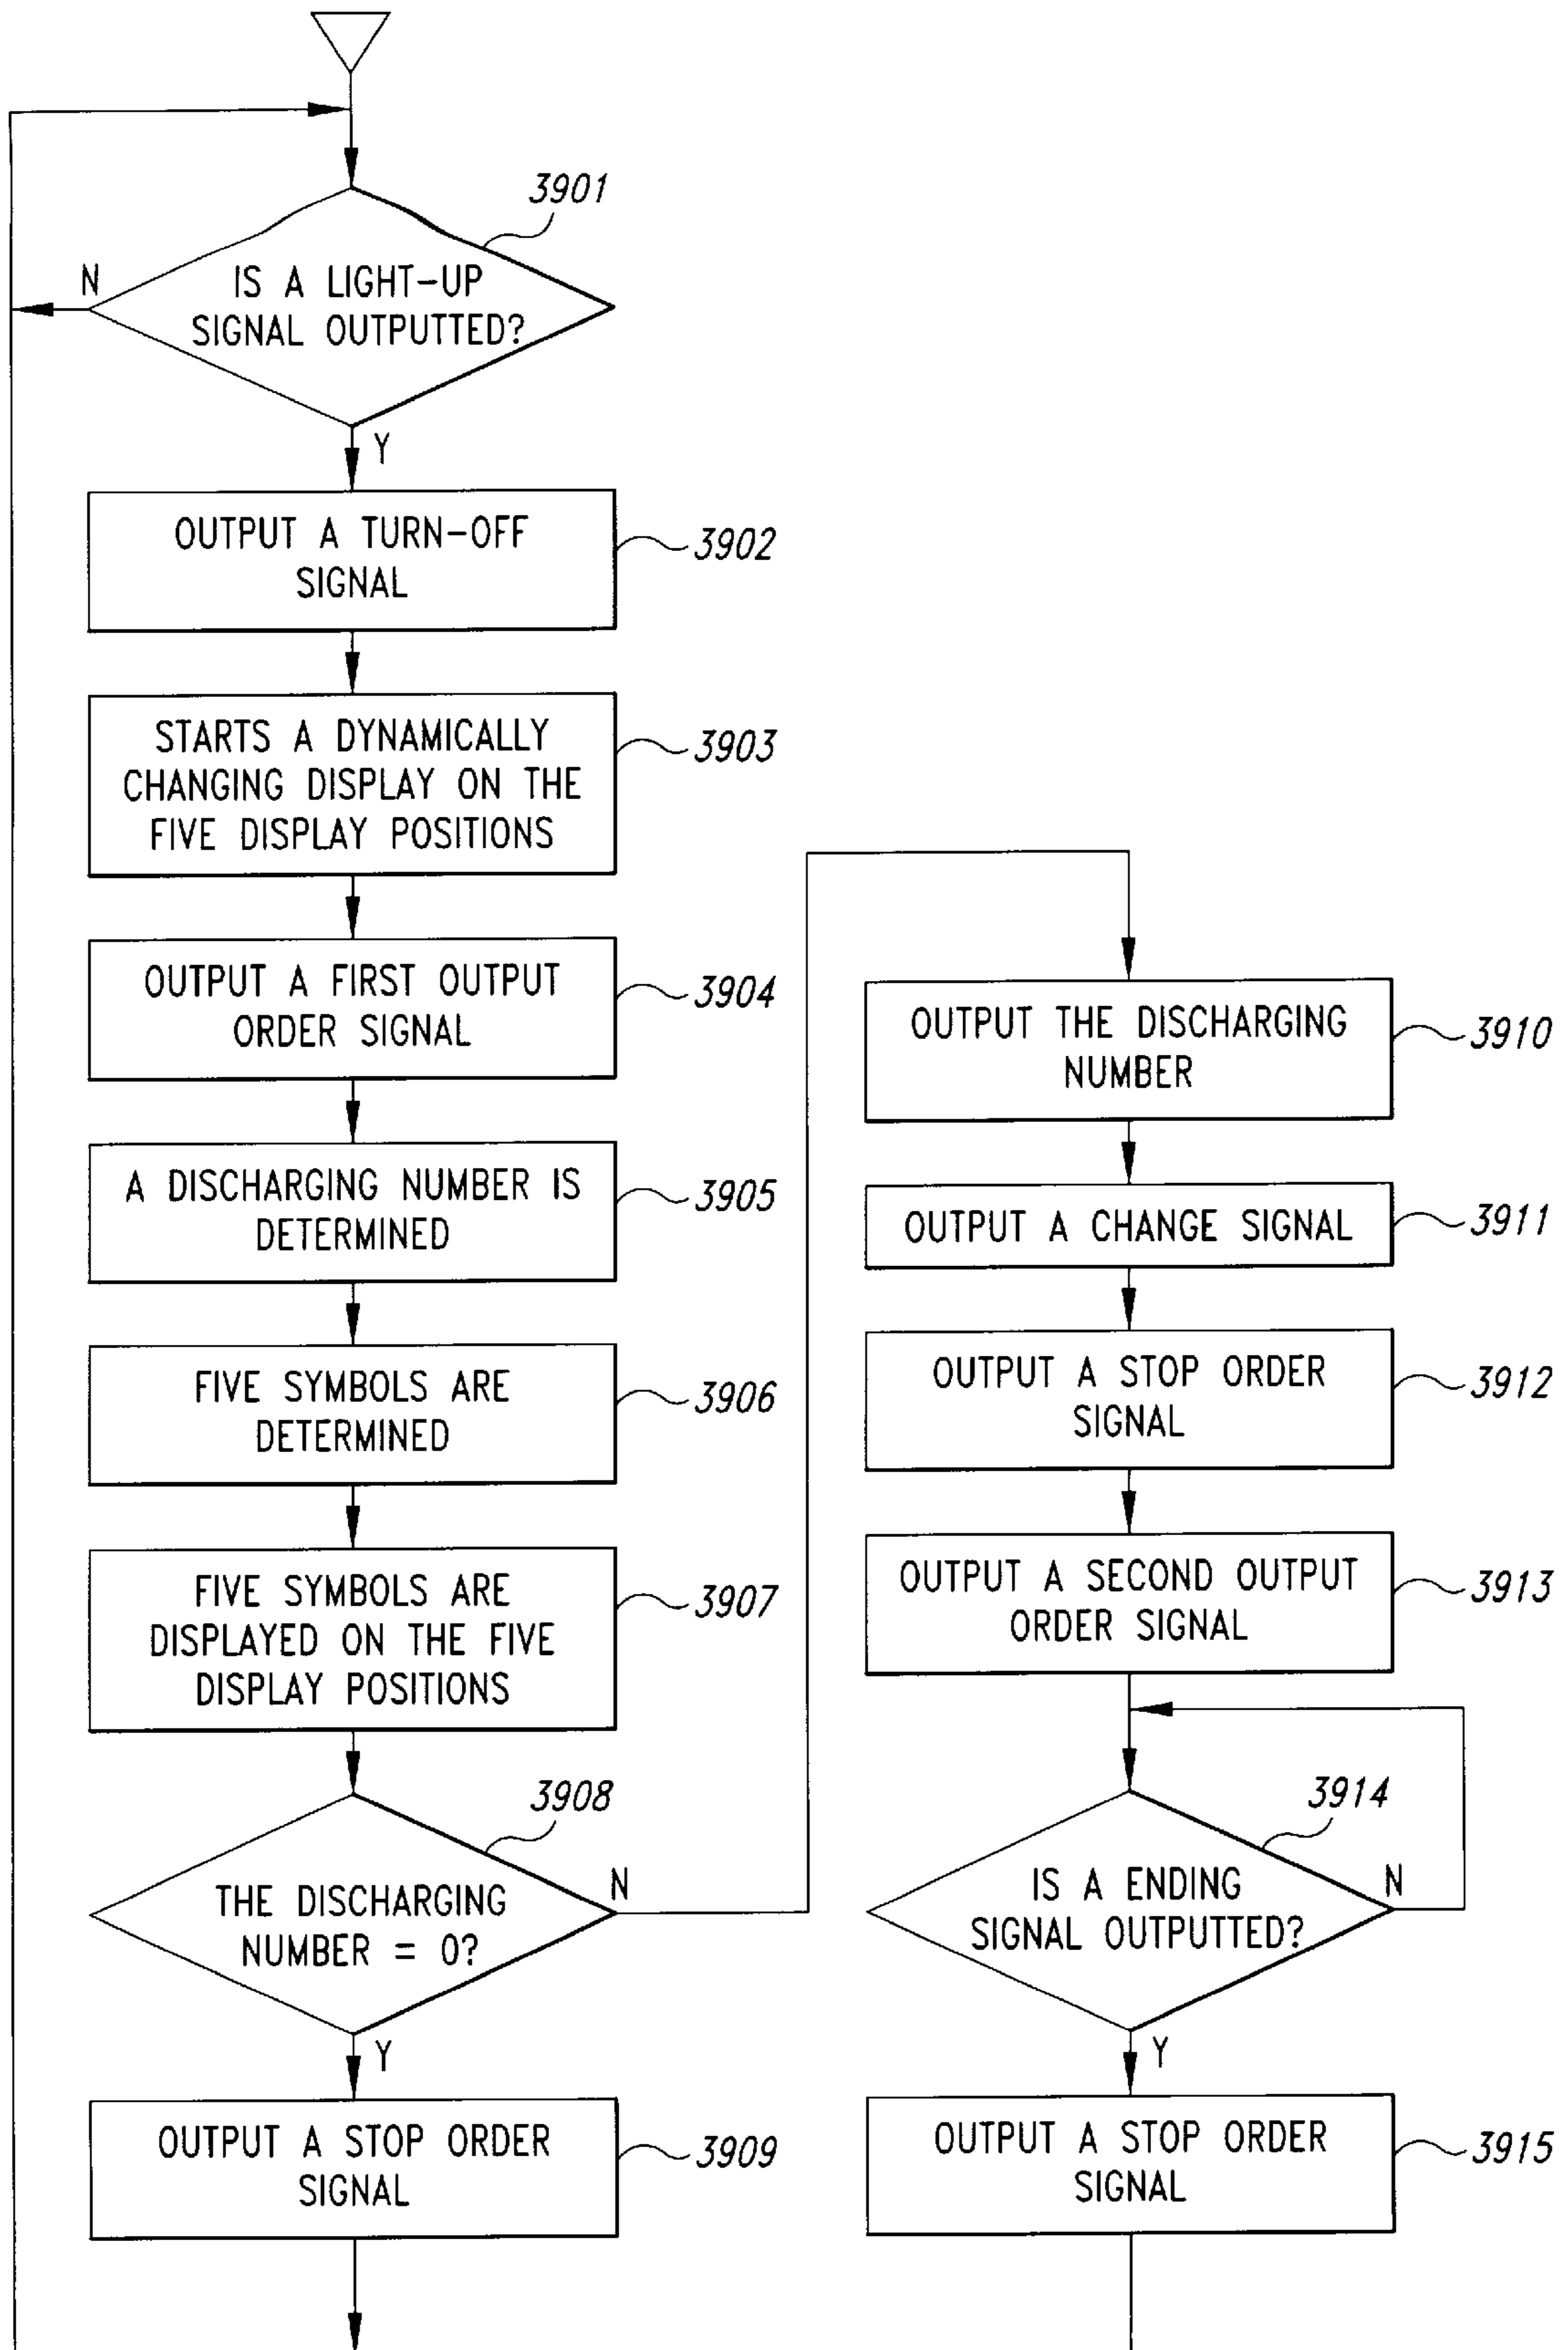 3901
IS A LIGHT-UP
SIGNAL OUTPUTTED?
N
Y
OUTPUT A TURN-OFF
SIGNAL
3902
STARTS A DYNAMICALLY
CHANGING DISPLAY ON THE
FIVE DISPLAY POSITIONS
3903
OUTPUT A FIRST OUTPUT
ORDER SIGNAL
3904
A DISCHARGING NUMBER IS
DETERMINED
3905
FIVE SYMBOLS ARE
DETERMINED
3906
FIVE SYMBOLS ARE
DISPLAYED ON THE FIVE
DISPLAY POSITIONS
3907
3908
THE DISCHARGING
NUMBER = 0?
N
Y
OUTPUT A STOP ORDER
SIGNAL
3909
OUTPUT THE DISCHARGING
NUMBER
3910
OUTPUT A CHANGE SIGNAL
3911
OUTPUT A STOP ORDER
SIGNAL
3912
OUTPUT A SECOND OUTPUT
ORDER SIGNAL
3913
3914
IS A ENDING
SIGNAL OUTPUTTED?
N
Y
OUTPUT A STOP ORDER
SIGNAL
3915